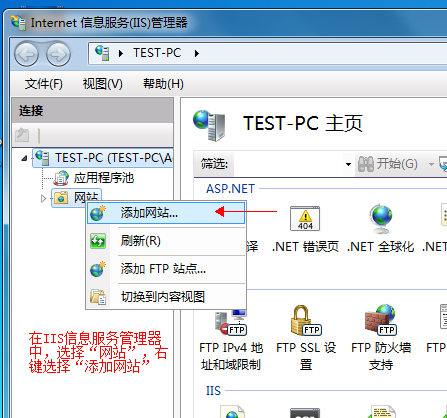 Internet 信息服务(IIS)管理器
TEST-PC
文件(F) 视图(V) 帮助(H)
连接
TEST-PC (TEST-PC\A
应用程序池
网站
添加网站...
刷新(R)
添加 FTP 站点...
切换到内容视图
在IIS信息服务管理器
中，选择“网站”，右
键选择“添加网站”
TEST-PC 主页
筛选: 开始(G)
ASP.NET
译 .NET 错误页 .NET 全球化 .NET
404
FTP FTP FTP
FTP IPv4 地
址和域限制
FTP SSL 设
置
FTP 防火墙
支持
IIS